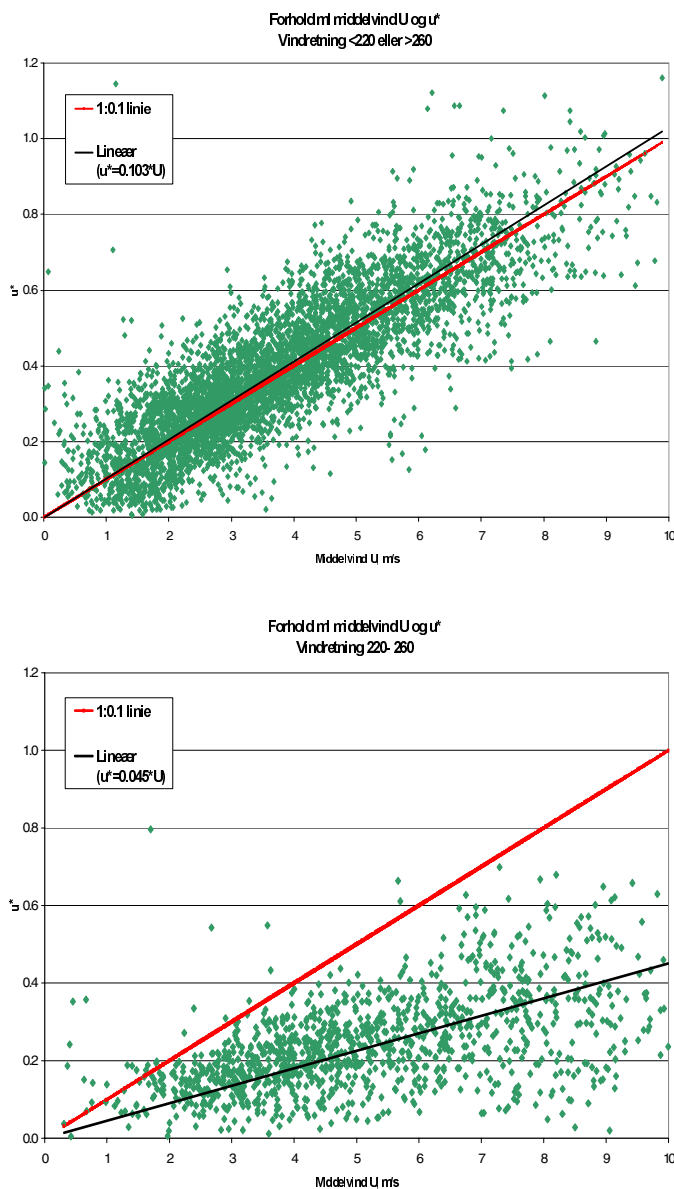 Forhold ml middelvind U og u*
Vindretning <220 eller >260
1.2
1.0
0.8
0.6
0.4
0.2
0.0
u*
1:0.1 linie
Lineær
(u*=0.103*U)
0 1 2 3 4 5 6 7 8 9 10
Middelvind U, m/s
Forhold ml middelvind U og u*
Vindretning 220- 260
1.2
1.0
0.8
0.6
0.4
0.2
0.0
u*
1:0.1 linie
Lineær
(u*=0.045*U)
0 1 2 3 4 5 6 7 8 9 10
Middelvind U, m/s